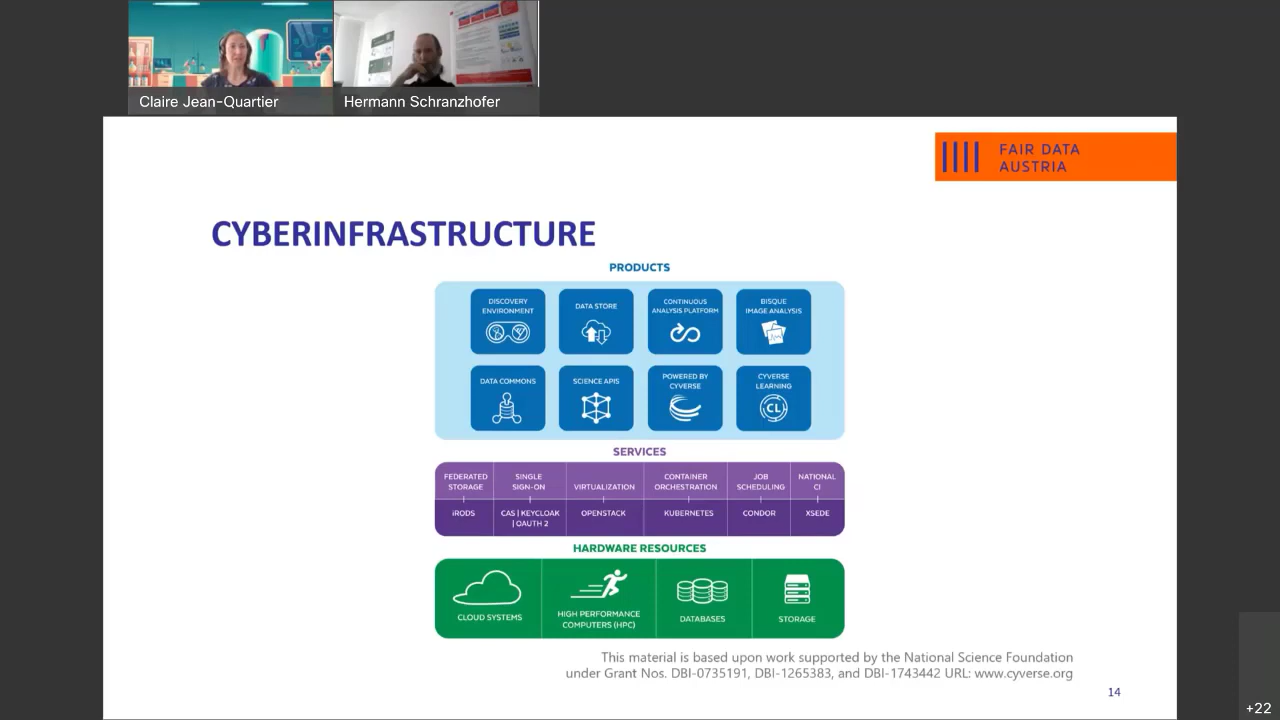 Claire Jean-Quartier
Hermann Schranzhofer
FAIR DATA
AUSTRIA
CYBERINFRASTRUCTURE
PRODUCTS
DISCOVERY
ENVIRONMENT
DATA STORE
CONTINUOUS
ANALYSIS PLATFORM
BISQUE
IMAGE ANALYSIS
DATA COMMONS
SCIENCE APIS
POWERED BY
CYVERSE
CYVERSE
LEARNING
CL
SERVICES
FEDERATED
STORAGE
SINGLE
SIGN-ON
VIRTUALIZATION
CONTAINER
ORCHESTRATION
JOB
SCHEDULING
NATIONAL
CI
iRODS
CAS | KEYCLOAK
| OAUTH 2
OPENSTACK
KUBERNETES
CONDOR
XSEDE
HARDWARE RESOURCES
CLOUD SYSTEMS
HIGH PERFORMANCE
COMPUTERS (HPC)
DATABASES
STORAGE
This material is based upon work supported by the National Science Foundation
under Grant Nos. DBI-0735191, DBI-1265383, and DBI-1743442 URL: www.cyverse.org
14
+22